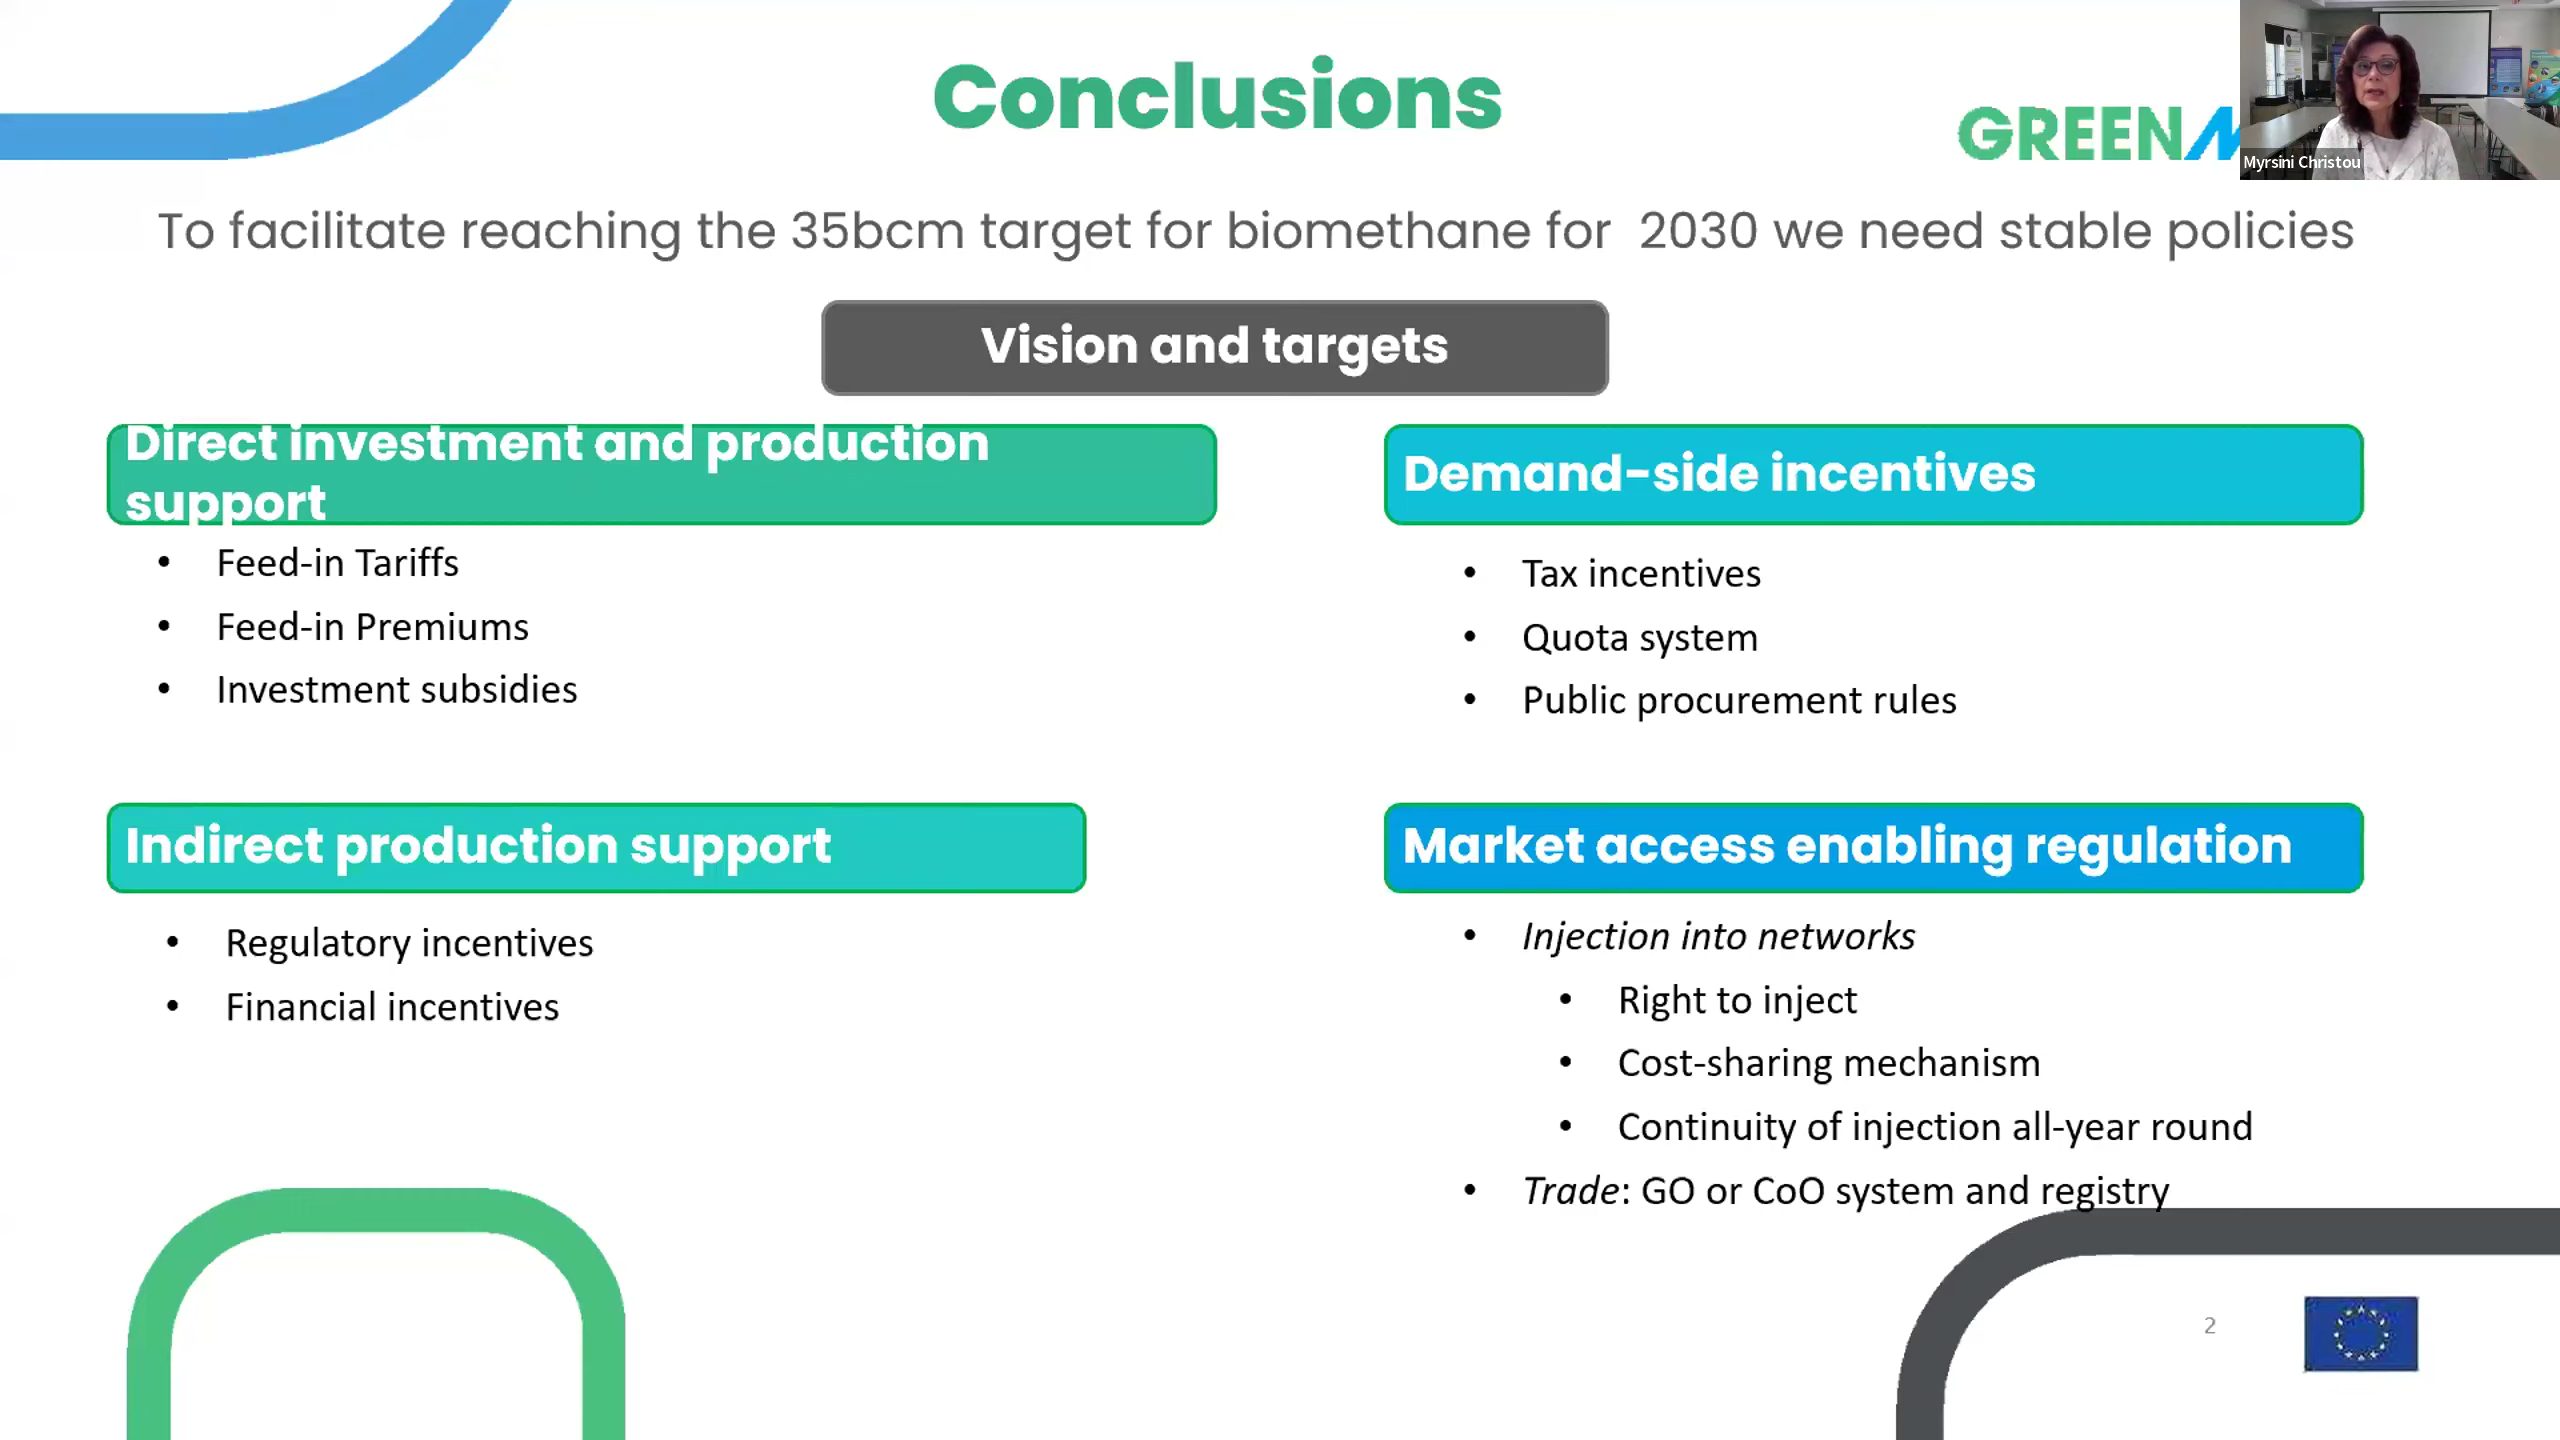 Conclusions
GREEN
Myrsini Christou
To facilitate reaching the 35bcm target for biomethane for 2030 we need stable policies
Vision and targets
Direct investment and production
support
• Feed-in Tariffs
• Feed-in Premiums
• Investment subsidies
Demand-side incentives
• Tax incentives
• Quota system
• Public procurement rules
Indirect production support
• Regulatory incentives
• Financial incentives
Market access enabling regulation
• Injection into networks
• Right to inject
• Cost-sharing mechanism
• Continuity of injection all-year round
• Trade: GO or CoO system and registry
2